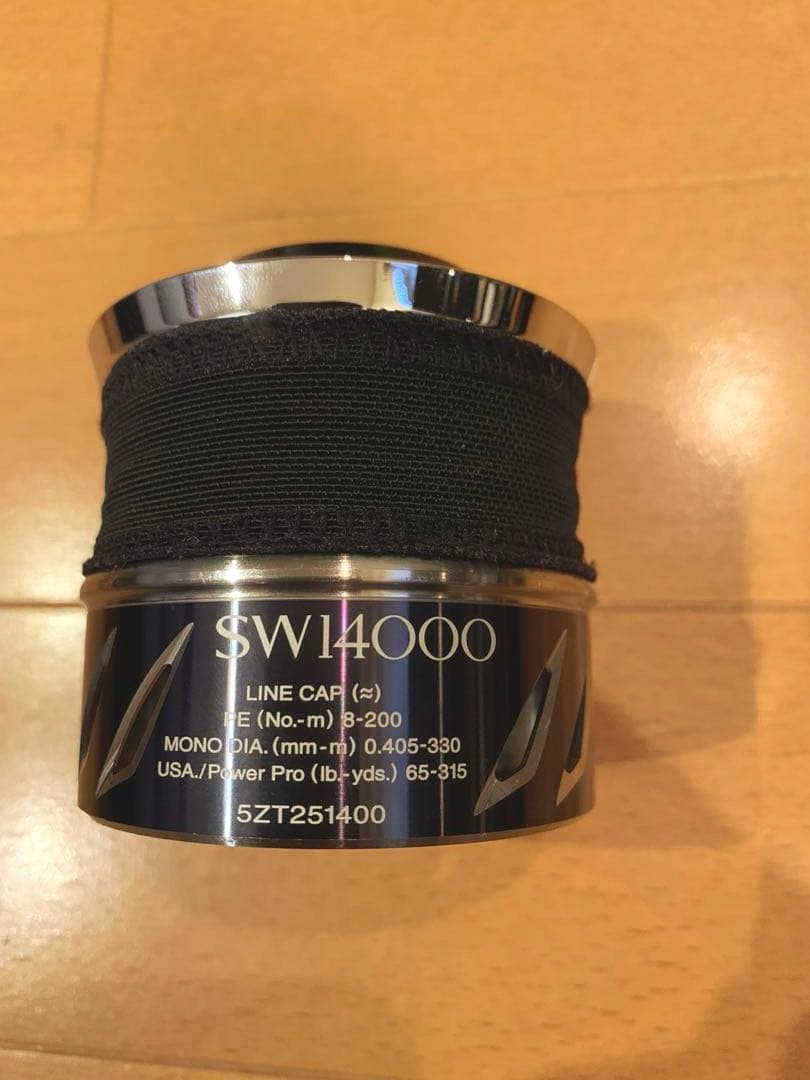 SW14000
LINE CAP (≈)
PE (No.-m) 8-200
MONO DIA. (mm-m) 0.405-330
USA./Power Pro (lb.-yds.) 65-315
5ZT251400